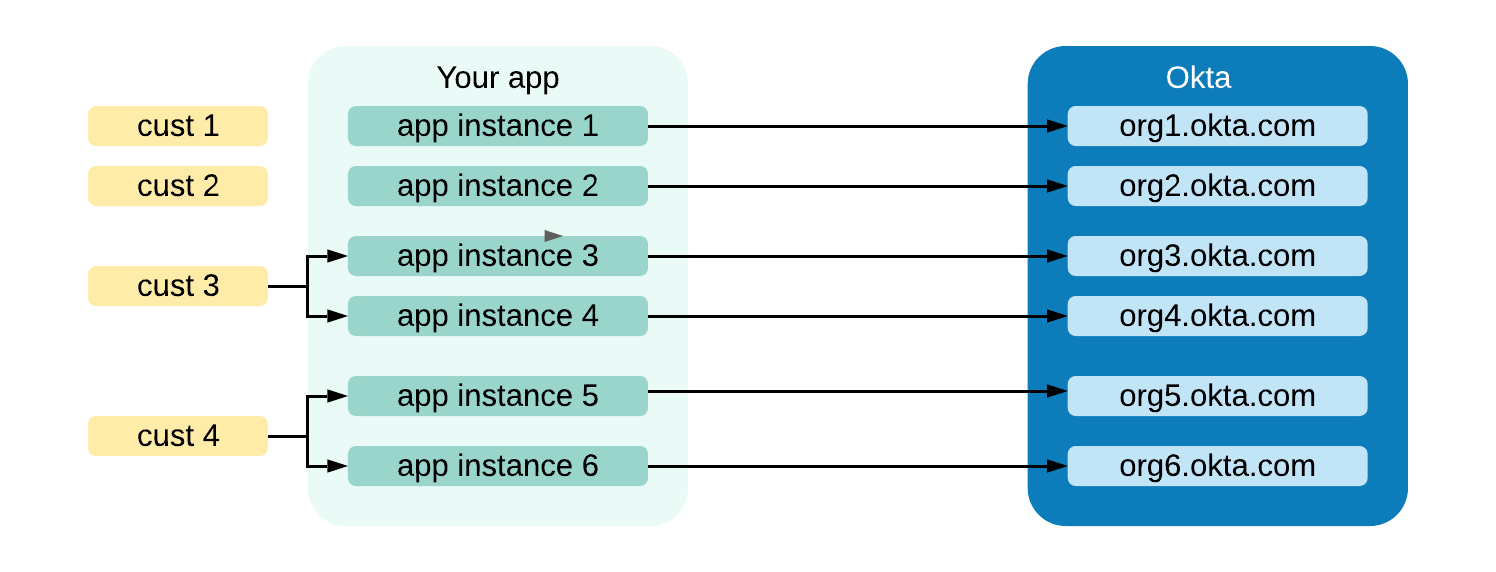 Your app
Okta
cust 1
app instance 1
org1.okta.com
cust 2
app instance 2
org2.okta.com
cust 3
app instance 3
org3.okta.com
app instance 4
org4.okta.com
cust 4
app instance 5
org5.okta.com
app instance 6
org6.okta.com